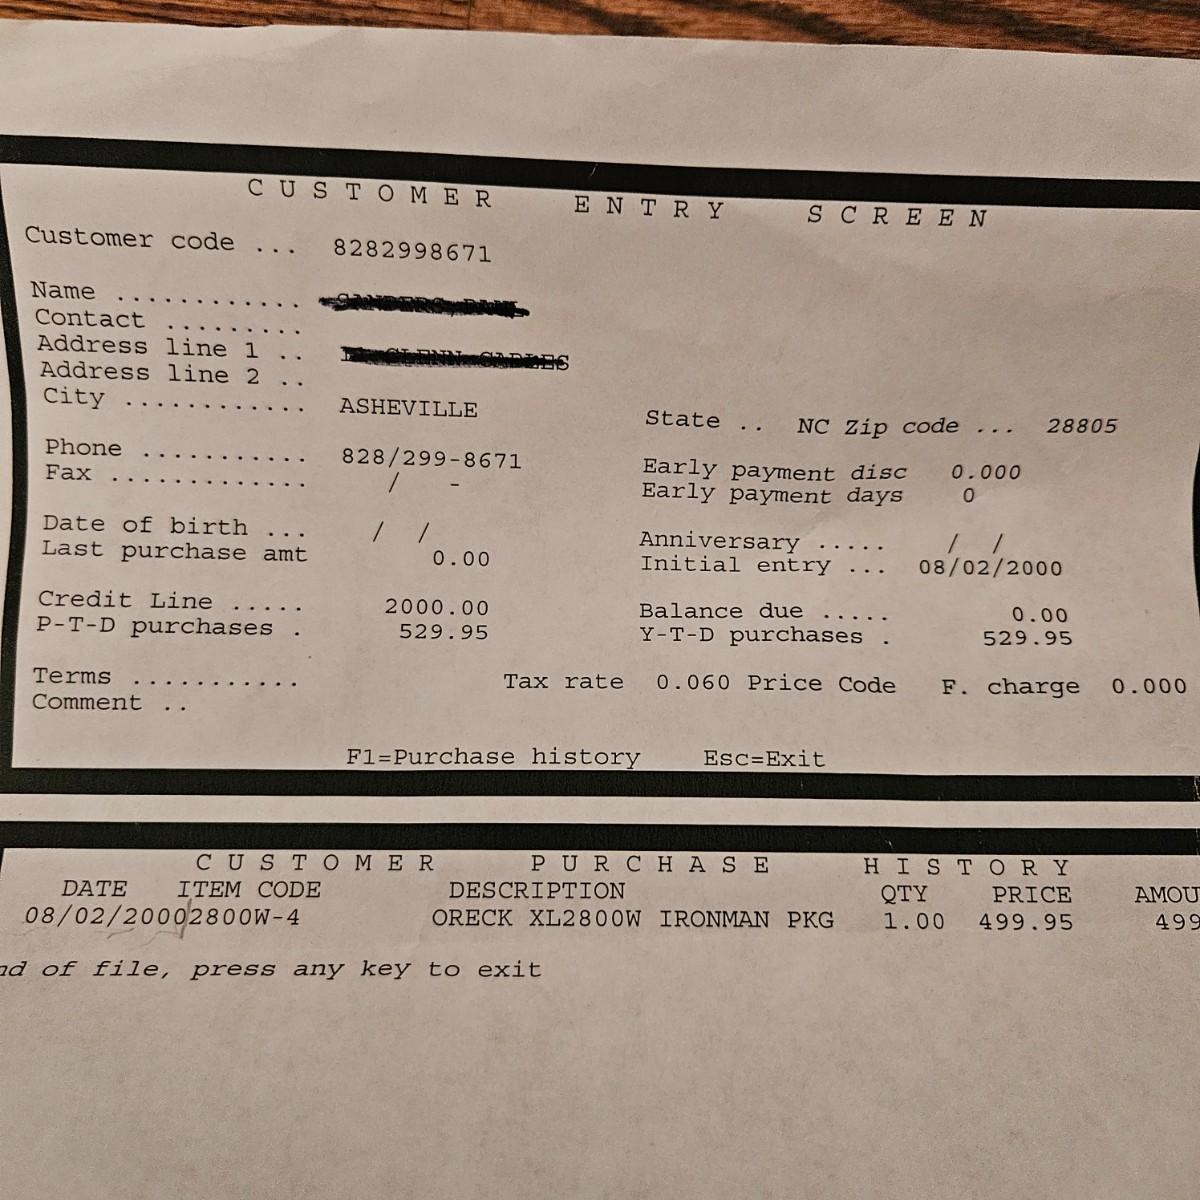 CUSTOMER ENTRY SCREEN
Customer code ... 8282998671
Name ............
Contact .........
Address line 1 ..
Address line 2 ..
City ............ ASHEVILLE State .. NC Zip code ... 28805
Phone ........... 828/299-8671 Early payment disc 0.000
Fax ............. / - Early payment days 0
Date of birth ... / / Anniversary ..... / /
Last purchase amt 0.00 Initial entry ... 08/02/2000
Credit Line ..... 2000.00 Balance due ..... 0.00
P-T-D purchases . 529.95 Y-T-D purchases . 529.95
Terms ........... Tax rate 0.060 Price Code F. charge 0.000
Comment ..
F1=Purchase history Esc=Exit
CUSTOMER PURCHASE HISTORY
DATE ITEM CODE DESCRIPTION QTY PRICE AMOU
08/02/20002800W-4 ORECK XL2800W IRONMAN PKG 1.00 499.95 499
nd of file, press any key to exit